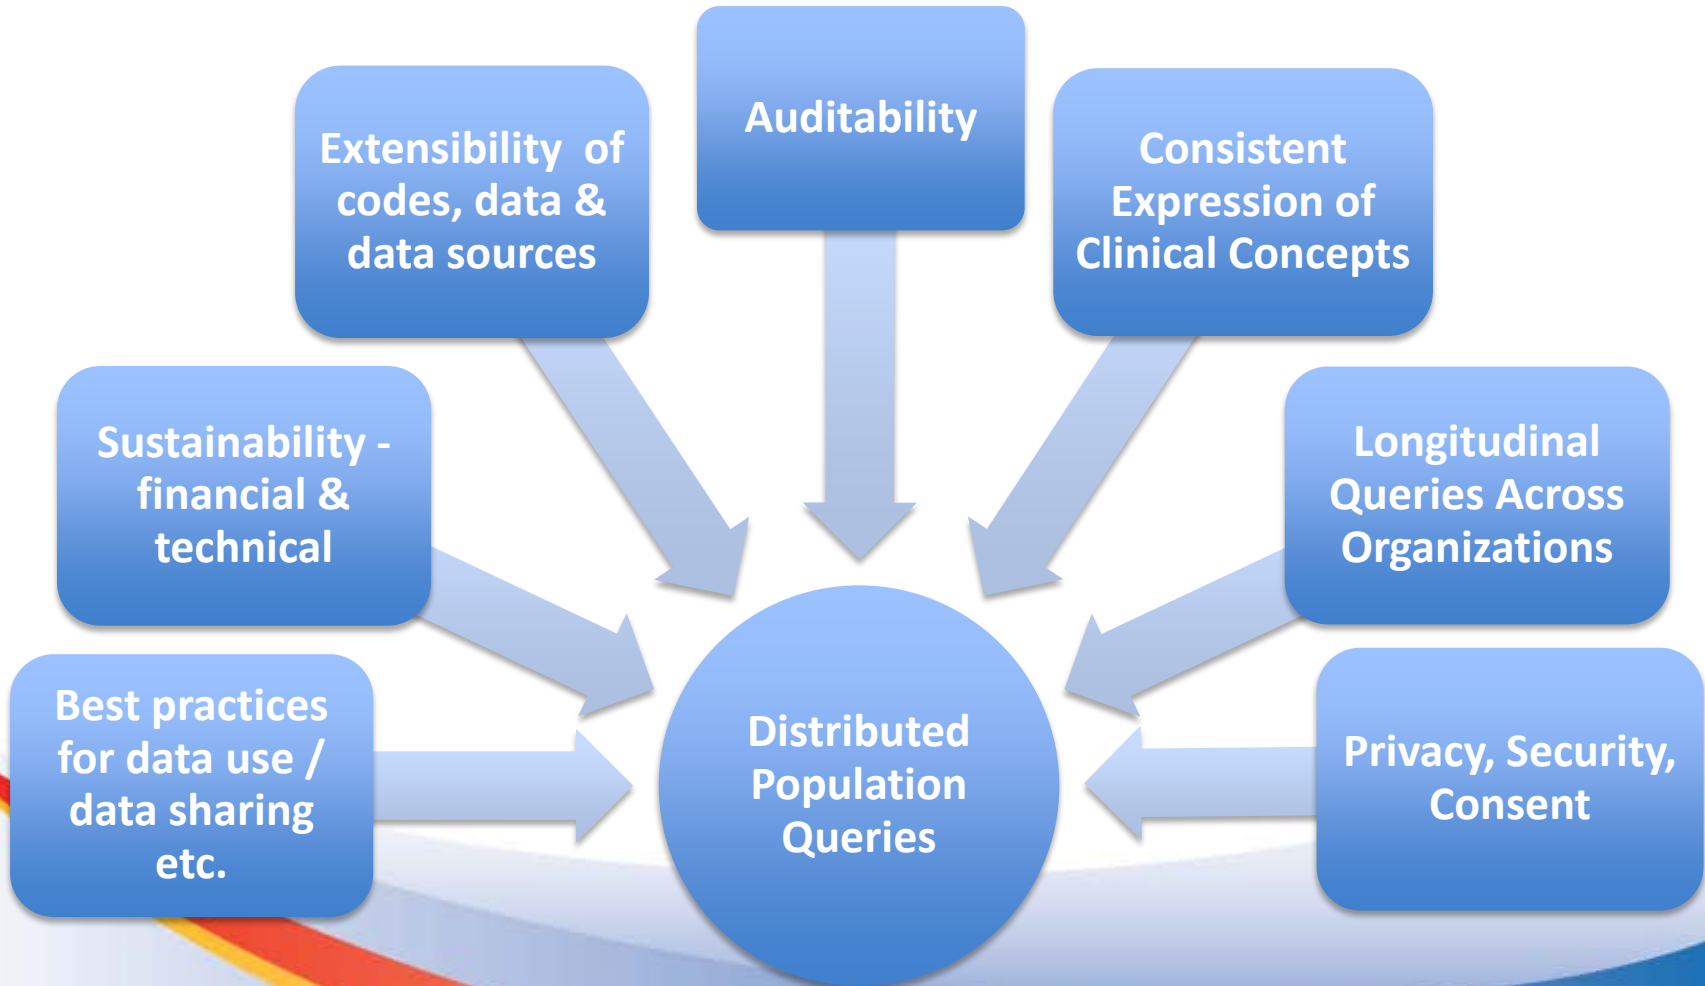 Auditability
Extensibility of
codes, data &
data sources
Consistent
Expression of
Clinical Concepts
Sustainability -
financial &
technical
Longitudinal
Queries Across
Organizations
Best practices
for data use /
data sharing
etc.
Distributed
Population
Queries
Privacy, Security,
Consent